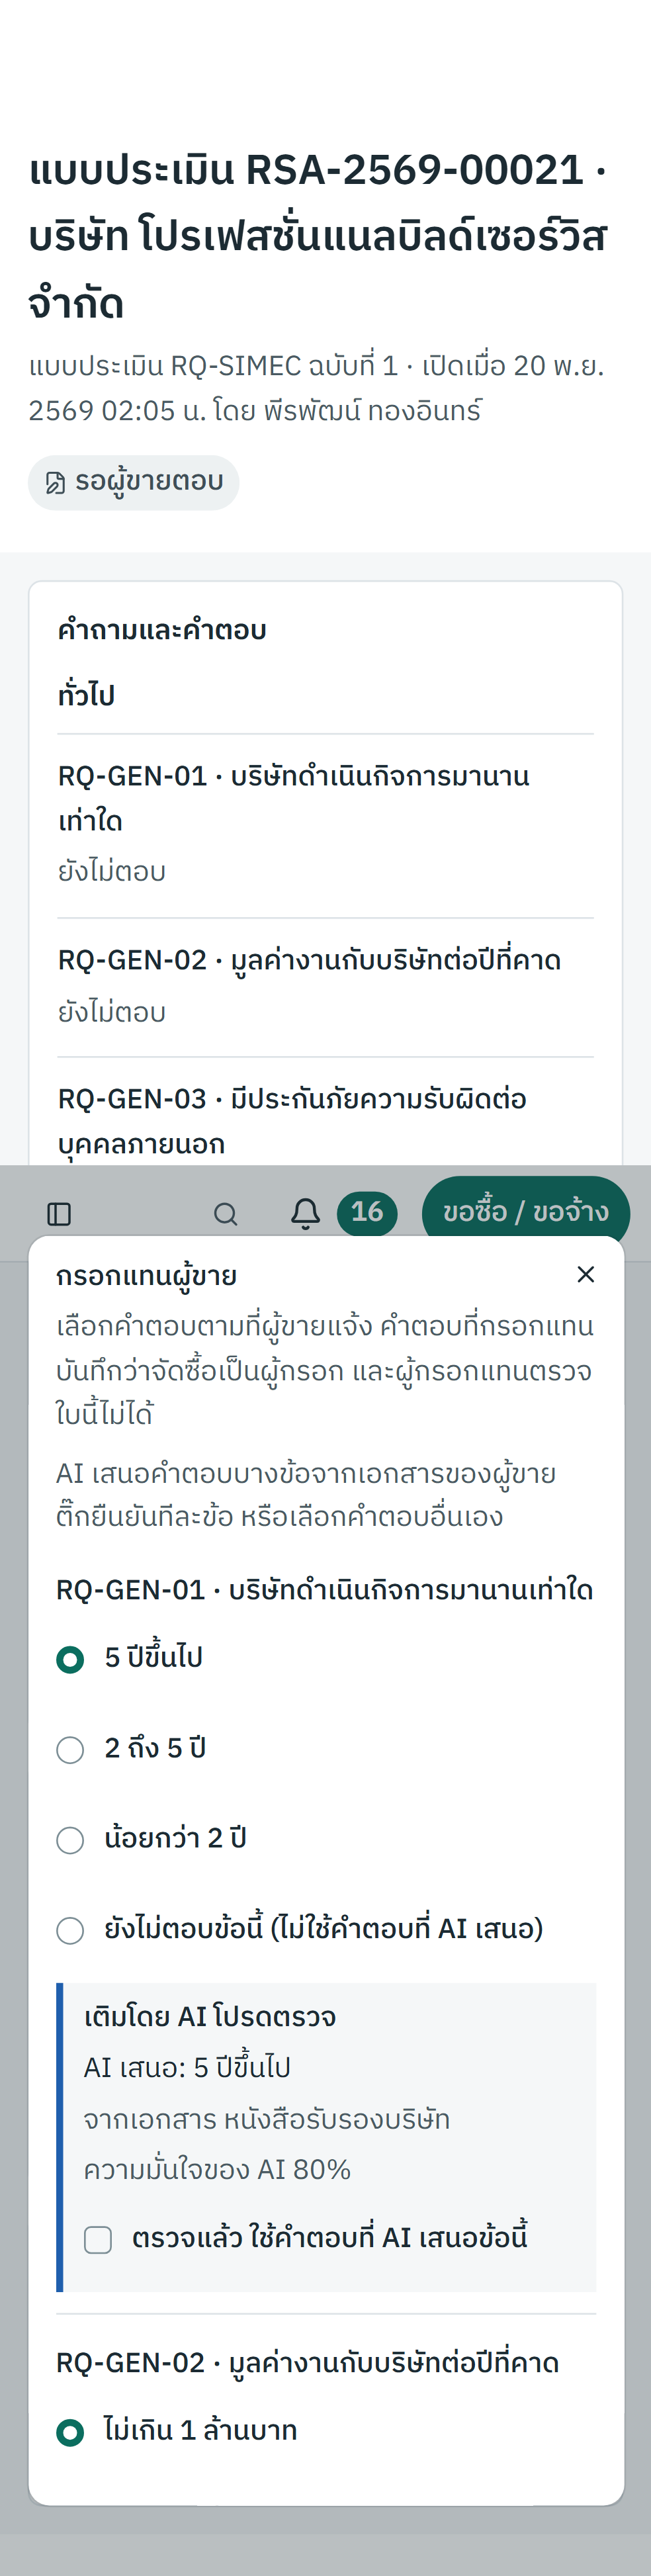 แบบประเมิน RSA-2569-00021 ·
บริษัท โปรเฟสชั่นแนลบิลด์เซอร์วิส
จำกัด
แบบประเมิน RQ-SIMEC ฉบับที่ 1 · เปิดเมื่อ 20 พ.ย.
2569 02:05 น. โดย พีรพัฒน์ ทองอินทร์
รอผู้ขายตอบ
คำถามและคำตอบ
ทั่วไป
RQ-GEN-01 · บริษัทดำเนินกิจการมานาน
เท่าใด
ยังไม่ตอบ
RQ-GEN-02 · มูลค่างานกับบริษัทต่อปีที่คาด
ยังไม่ตอบ
RQ-GEN-03 · มีประกันภัยความรับผิดต่อ
บุคคลภายนอก
16
ขอซื้อ / ขอจ้าง
กรอกแทนผู้ขาย
เลือกคำตอบตามที่ผู้ขายแจ้ง คำตอบที่กรอกแทน
บันทึกว่าจัดซื้อเป็นผู้กรอก และผู้กรอกแทนตรวจ
ใบนี้ไม่ได้
AI เสนอคำตอบบางข้อจากเอกสารของผู้ขาย
ติ๊กยืนยันทีละข้อ หรือเลือกคำตอบอื่นเอง
RQ-GEN-01 · บริษัทดำเนินกิจการมานานเท่าใด
5 ปีขึ้นไป
2 ถึง 5 ปี
น้อยกว่า 2 ปี
ยังไม่ตอบข้อนี้ (ไม่ใช้คำตอบที่ AI เสนอ)
เติมโดย AI โปรดตรวจ
AI เสนอ: 5 ปีขึ้นไป
จากเอกสาร หนังสือรับรองบริษัท
ความมั่นใจของ AI 80%
ตรวจแล้ว ใช้คำตอบที่ AI เสนอข้อนี้
RQ-GEN-02 · มูลค่างานกับบริษัทต่อปีที่คาด
ไม่เกิน 1 ล้านบาท